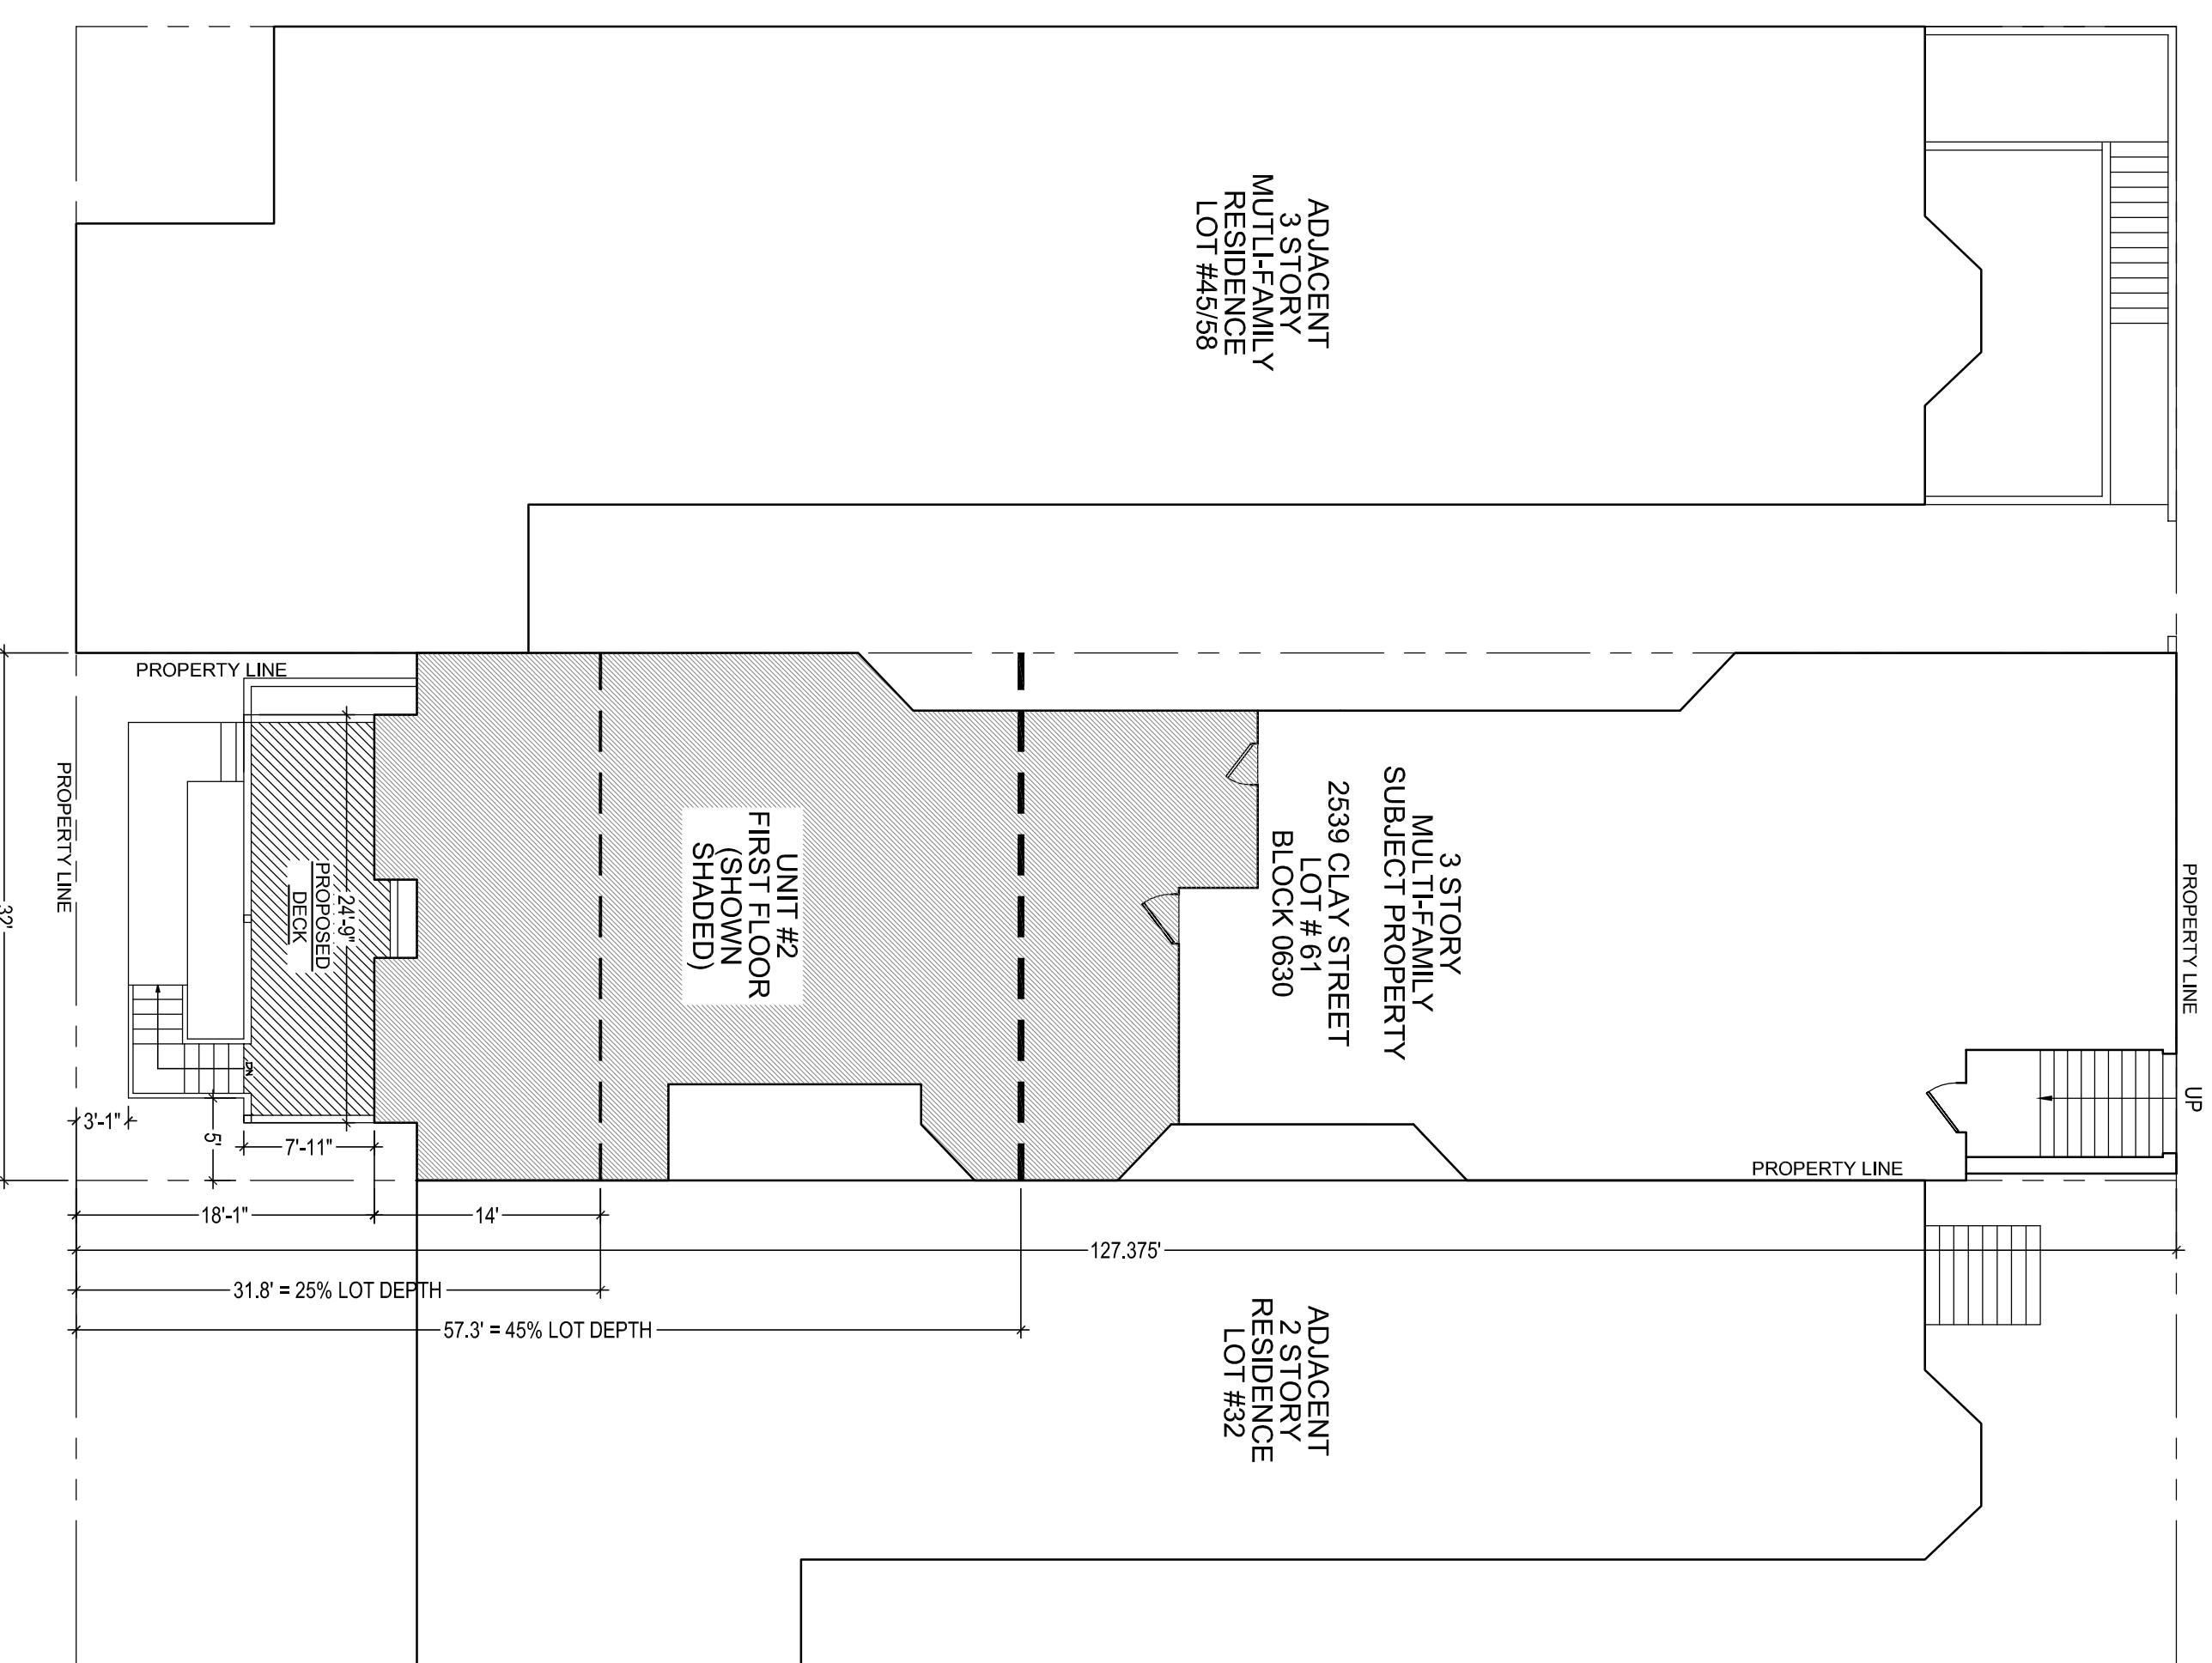 ADJACENT
3 STORY
MUTLI-FAMILY
RESIDENCE
LOT #45/58
PROPERTY LINE
PROPERTY LINE
PROPERTY LINE
UP
3 STORY
MULTI-FAMILY
SUBJECT PROPERTY
2539 CLAY STREET
LOT # 61
BLOCK 0630
UNIT #2
FIRST FLOOR
(SHOWN
SHADED)
24'-9"
PROPOSED
DECK
DN
32'
3'-1"
5'
7'-11"
PROPERTY LINE
18'-1"
14'
127.375'
31.8' = 25% LOT DEPTH
57.3' = 45% LOT DEPTH
ADJACENT
2 STORY
RESIDENCE
LOT #32